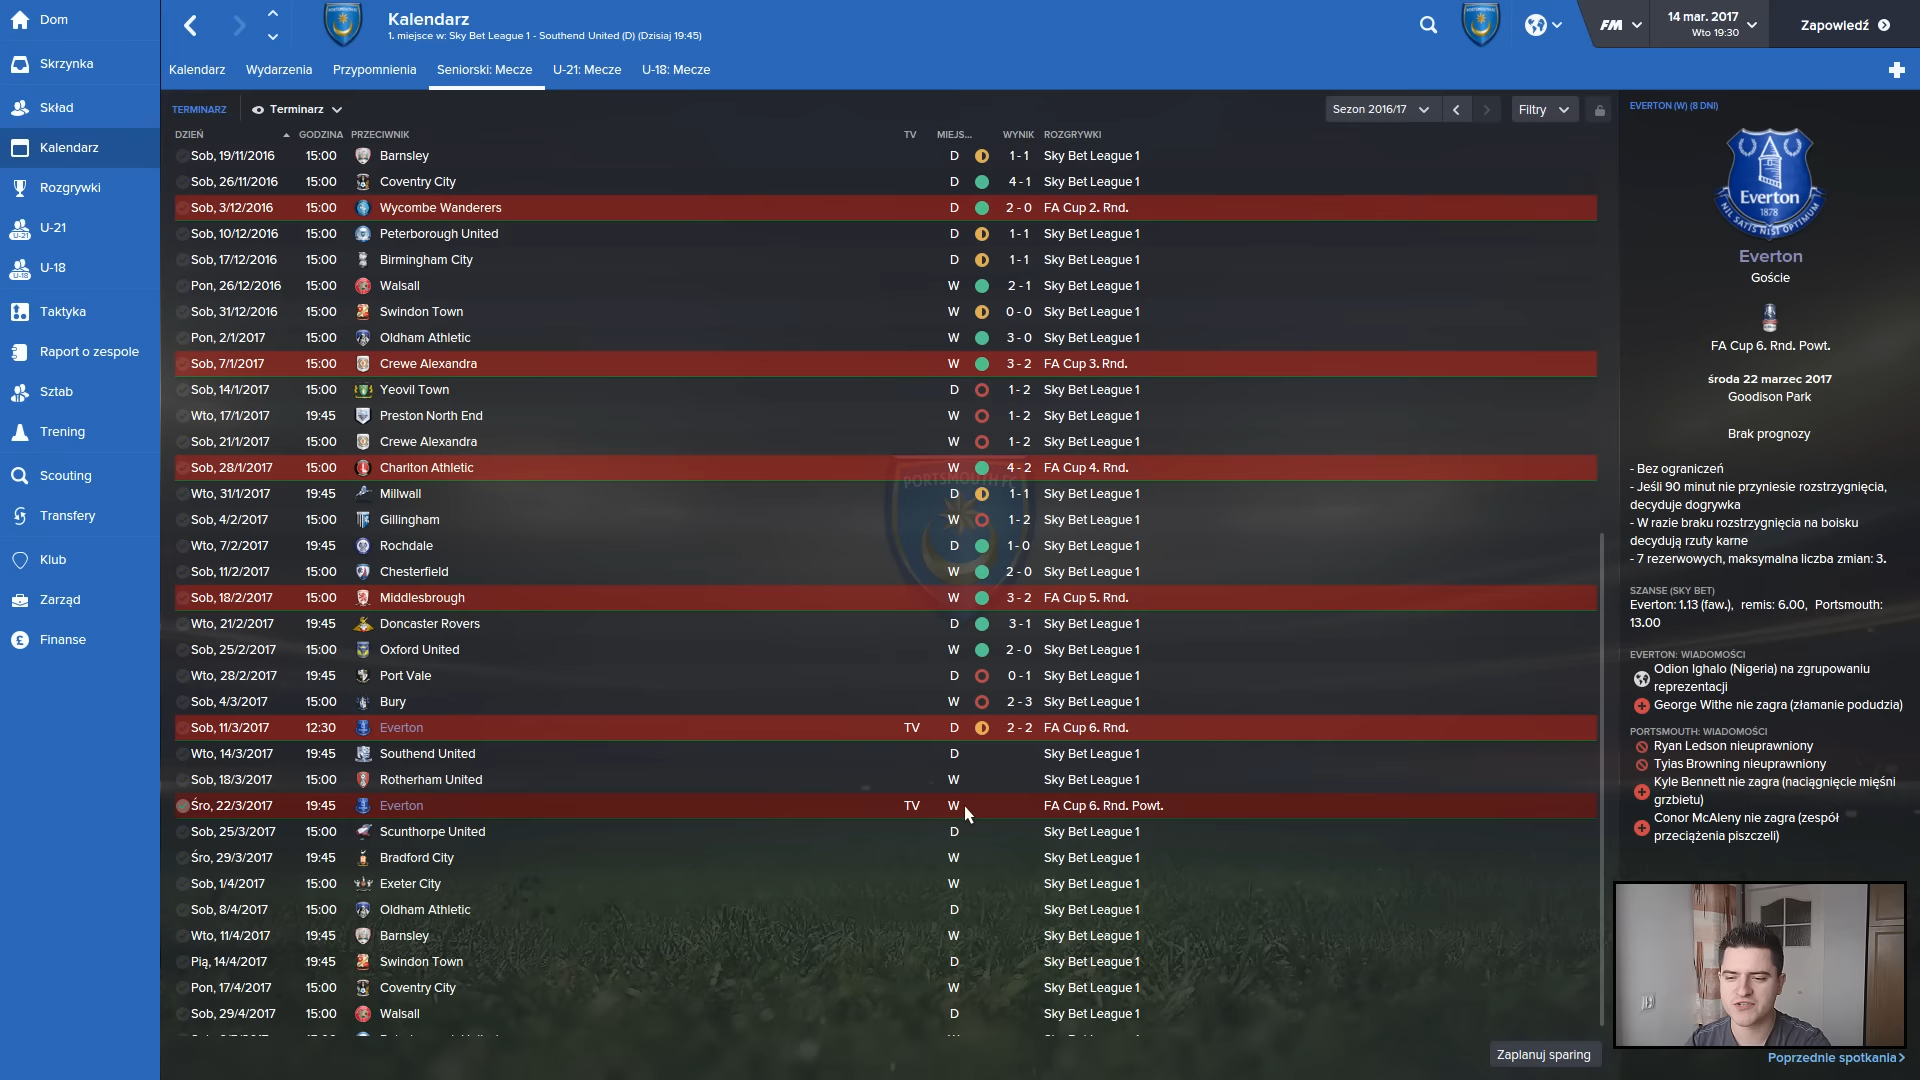 Dom
Skrzynka
Skład
Kalendarz
Rozgrywki
U-21
U-18
Taktyka
Raport o zespole
Sztab
Trening
Scouting
Transfery
Klub
Zarząd
Finanse
Kalendarz
1. miejsce w: Sky Bet League 1 - Southend United (D) (Dzisiaj 19:45)
FM
14 mar. 2017
Wto 19:30
Zapowiedź
Kalendarz Wydarzenia Przypomnienia Seniorski: Mecze U-21: Mecze U-18: Mecze
TERMINARZ Terminarz Sezon 2016/17 Filtry
DZIEŃ GODZINA PRZECIWNIK TV MIEJS... WYNIK ROZGRYWKI
Sob, 19/11/2016 15:00 Barnsley D 1 - 1 Sky Bet League 1
Sob, 26/11/2016 15:00 Coventry City D 4 - 1 Sky Bet League 1
Sob, 3/12/2016 15:00 Wycombe Wanderers D 2 - 0 FA Cup 2. Rnd.
Sob, 10/12/2016 15:00 Peterborough United D 1 - 1 Sky Bet League 1
Sob, 17/12/2016 15:00 Birmingham City D 1 - 1 Sky Bet League 1
Pon, 26/12/2016 15:00 Walsall W 2 - 1 Sky Bet League 1
Sob, 31/12/2016 15:00 Swindon Town W 0 - 0 Sky Bet League 1
Pon, 2/1/2017 15:00 Oldham Athletic W 3 - 0 Sky Bet League 1
Sob, 7/1/2017 15:00 Crewe Alexandra W 3 - 2 FA Cup 3. Rnd.
Sob, 14/1/2017 15:00 Yeovil Town D 1 - 2 Sky Bet League 1
Wto, 17/1/2017 19:45 Preston North End W 1 - 2 Sky Bet League 1
Sob, 21/1/2017 15:00 Crewe Alexandra W 1 - 2 Sky Bet League 1
Sob, 28/1/2017 15:00 Charlton Athletic W 4 - 2 FA Cup 4. Rnd.
Wto, 31/1/2017 19:45 Millwall D 1 - 1 Sky Bet League 1
Sob, 4/2/2017 15:00 Gillingham W 1 - 2 Sky Bet League 1
Wto, 7/2/2017 19:45 Rochdale D 1 - 0 Sky Bet League 1
Sob, 11/2/2017 15:00 Chesterfield W 2 - 0 Sky Bet League 1
Sob, 18/2/2017 15:00 Middlesbrough W 3 - 2 FA Cup 5. Rnd.
Wto, 21/2/2017 19:45 Doncaster Rovers D 3 - 1 Sky Bet League 1
Sob, 25/2/2017 15:00 Oxford United W 2 - 0 Sky Bet League 1
Wto, 28/2/2017 19:45 Port Vale D 0 - 1 Sky Bet League 1
Sob, 4/3/2017 15:00 Bury W 2 - 3 Sky Bet League 1
Sob, 11/3/2017 12:30 Everton TV D 2 - 2 FA Cup 6. Rnd.
Wto, 14/3/2017 19:45 Southend United D Sky Bet League 1
Sob, 18/3/2017 15:00 Rotherham United W Sky Bet League 1
Śro, 22/3/2017 19:45 Everton TV W FA Cup 6. Rnd. Powt.
Sob, 25/3/2017 15:00 Scunthorpe United D Sky Bet League 1
Śro, 29/3/2017 19:45 Bradford City W Sky Bet League 1
Sob, 1/4/2017 15:00 Exeter City W Sky Bet League 1
Sob, 8/4/2017 15:00 Oldham Athletic D Sky Bet League 1
Wto, 11/4/2017 19:45 Barnsley W Sky Bet League 1
Pią, 14/4/2017 19:45 Swindon Town D Sky Bet League 1
Pon, 17/4/2017 15:00 Coventry City W Sky Bet League 1
Sob, 29/4/2017 15:00 Walsall D Sky Bet League 1
PORTSMOUTH FC
Zaplanuj sparing
EVERTON (W) (8 DNI)
Everton
1878
NIL SATIS NISI OPTIMUM
Everton
Goście
FA Cup 6. Rnd. Powt.
środa 22 marzec 2017
Goodison Park
Brak prognozy
- Bez ograniczeń
- Jeśli 90 minut nie przyniesie rozstrzygnięcia,
decyduje dogrywka
- W razie braku rozstrzygnięcia na boisku
decydują rzuty karne
- 7 rezerwowych, maksymalna liczba zmian: 3.
SZANSE (SKY BET)
Everton: 1.13 (faw.), remis: 6.00, Portsmouth:
13.00
EVERTON: WIADOMOŚCI
Odion Ighalo (Nigeria) na zgrupowaniu
reprezentacji
George Withe nie zagra (złamanie podudzia)
PORTSMOUTH: WIADOMOŚCI
Ryan Ledson nieuprawniony
Tyias Browning nieuprawniony
Kyle Bennett nie zagra (naciągnięcie mięśni
grzbietu)
Conor McAleny nie zagra (zespół
przeciążenia piszczeli)
Poprzednie spotkania